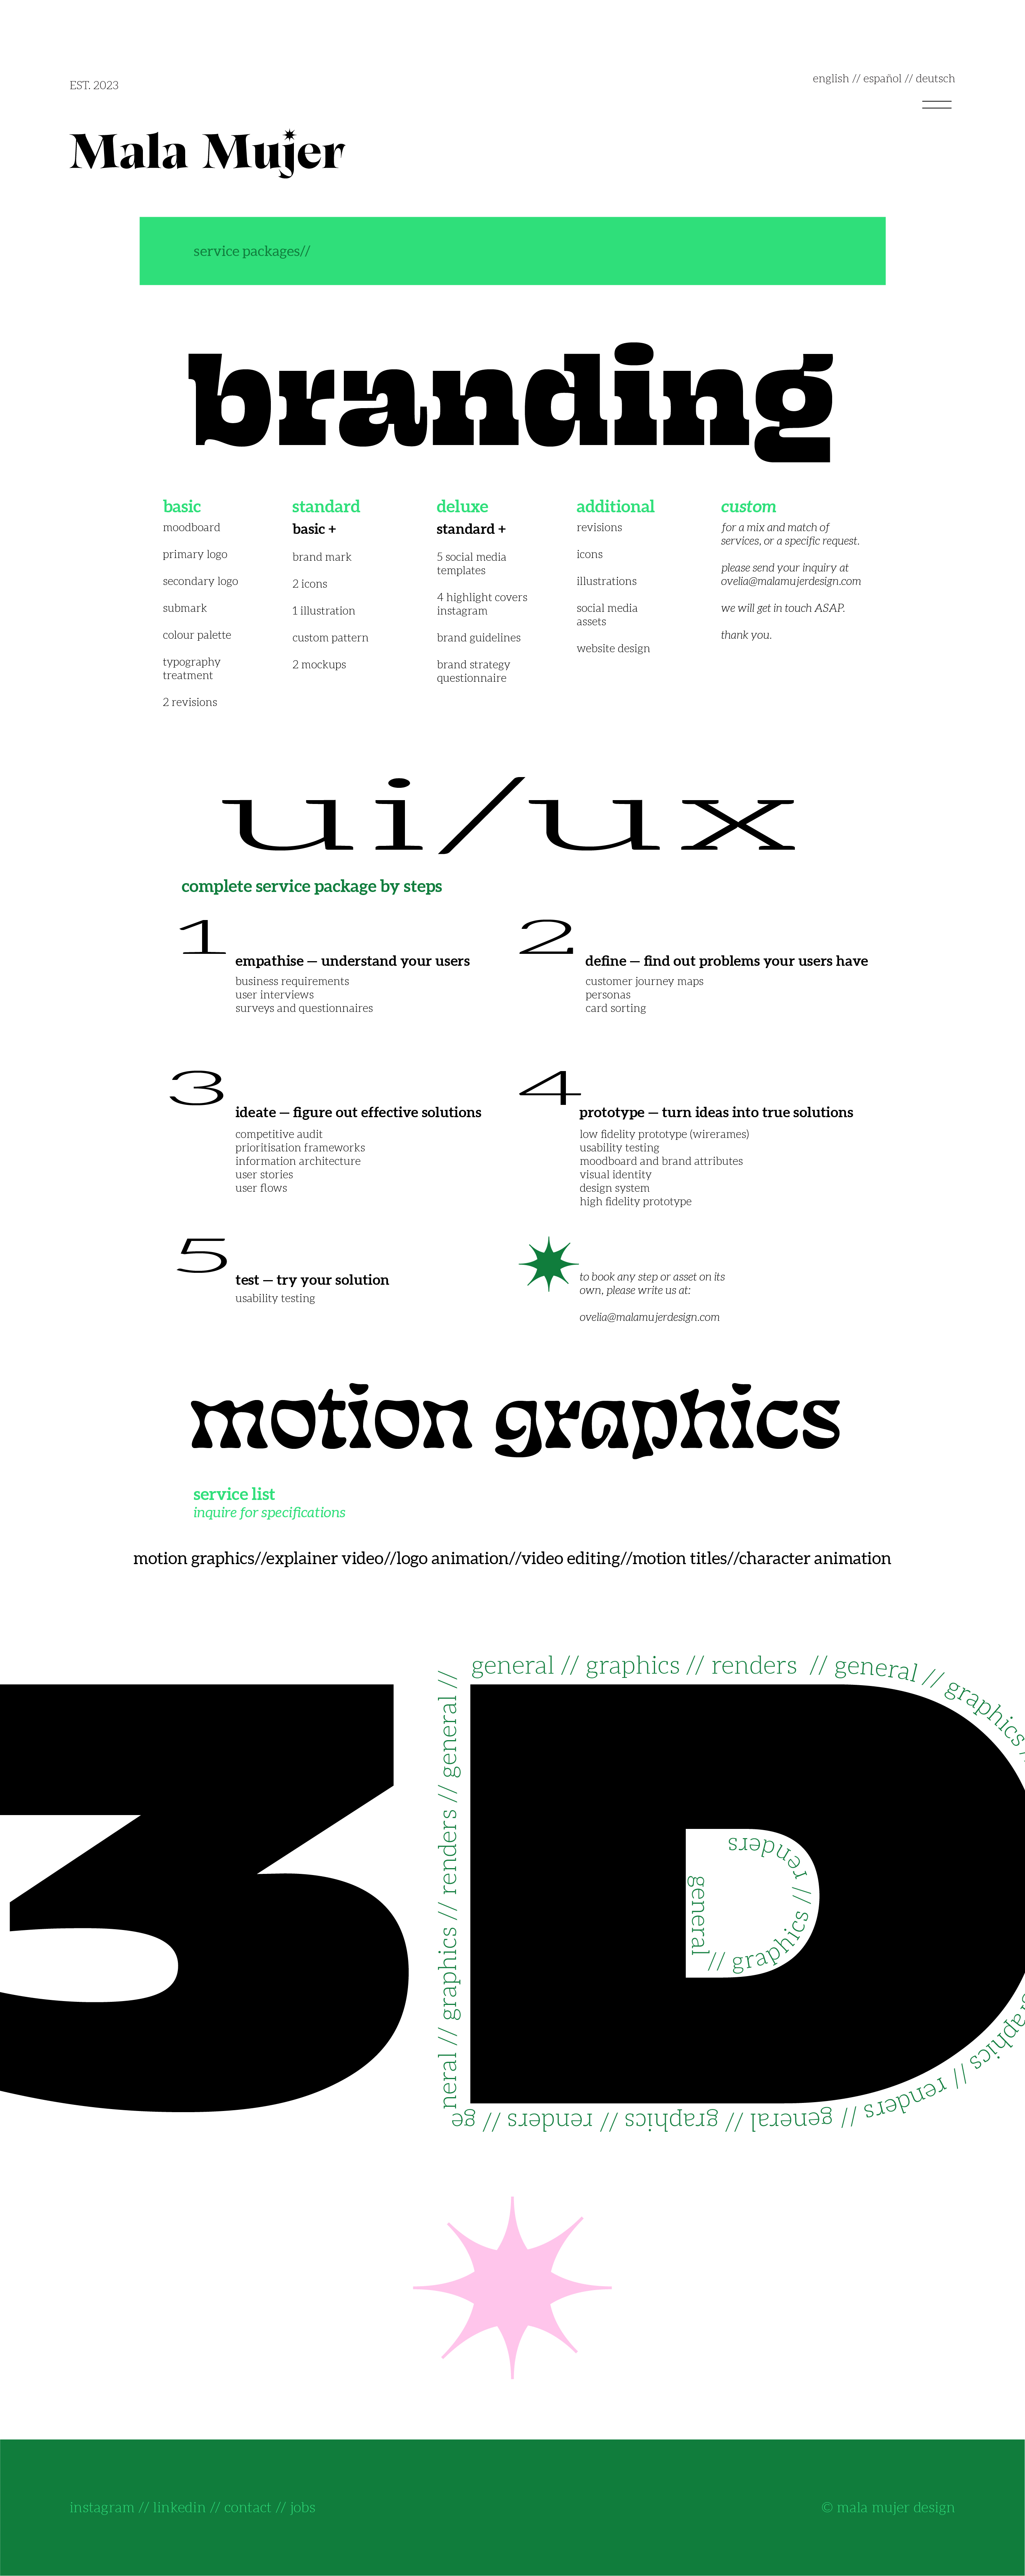 EST. 2023
english // español // deutsch
Mala Mujer
service packages//
branding
basic
moodboard
primary logo
secondary logo
submark
colour palette
typography
treatment
2 revisions
standard
basic +
brand mark
2 icons
1 illustration
custom pattern
2 mockups
deluxe
standard +
5 social media
templates
4 highlight covers
instagram
brand guidelines
brand strategy
questionnaire
additional
revisions
icons
illustrations
social media
assets
website design
custom
for a mix and match of
services, or a specific request.
please send your inquiry at
ovelia@malamujerdesign.com
we will get in touch ASAP.
thank you.
ui/ux
complete service package by steps
1
empathise — understand your users
business requirements
user interviews
surveys and questionnaires
2
define — find out problems your users have
customer journey maps
personas
card sorting
3
ideate — figure out effective solutions
competitive audit
prioritisation frameworks
information architecture
user stories
user flows
4
prototype — turn ideas into true solutions
low fidelity prototype (wirerames)
usability testing
moodboard and brand attributes
visual identity
design system
high fidelity prototype
5
test — try your solution
usability testing
to book any step or asset on its
own, please write us at:
ovelia@malamujerdesign.com
motion graphics
service list
inquire for specifications
motion graphics//explainer video//logo animation//video editing//motion titles//character animation
3D
general // graphics // renders // general // graphics //
graphics // renders // general // graphics // renders // ge
neral // graphics // renders // general //
general // graphics // renders
instagram // linkedin // contact // jobs
© mala mujer design